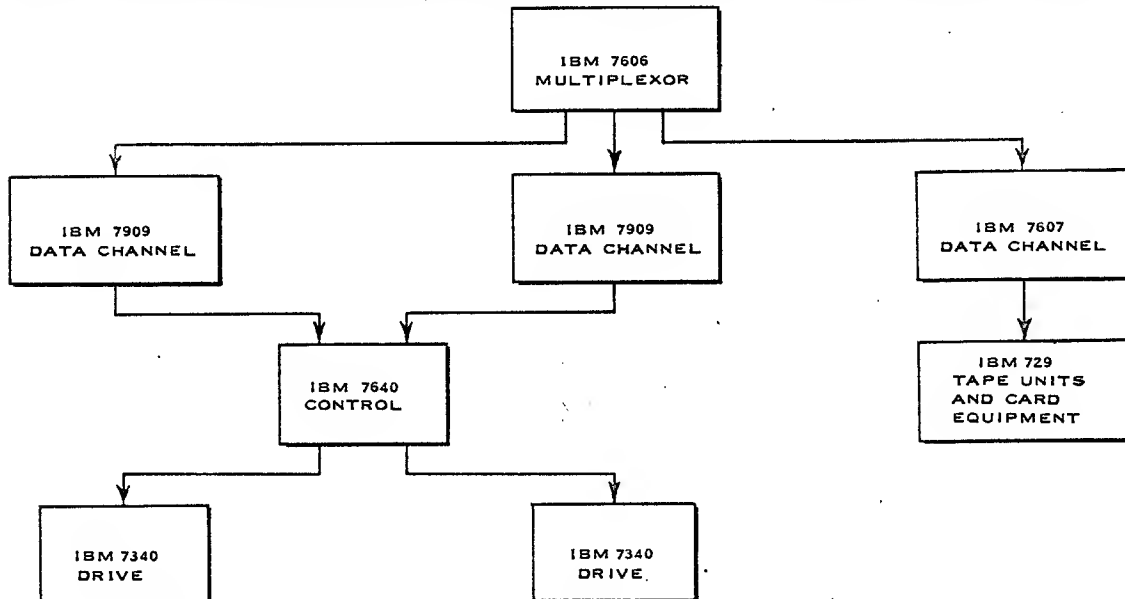 IBM 7606
MULTIPLEXOR
IBM 7909
DATA CHANNEL
IBM 7909
DATA CHANNEL
IBM 7607
DATA CHANNEL
IBM 7640
CONTROL
IBM 729
TAPE UNITS
AND CARD
EQUIPMENT
IBM 7340
DRIVE
IBM 7340
DRIVE